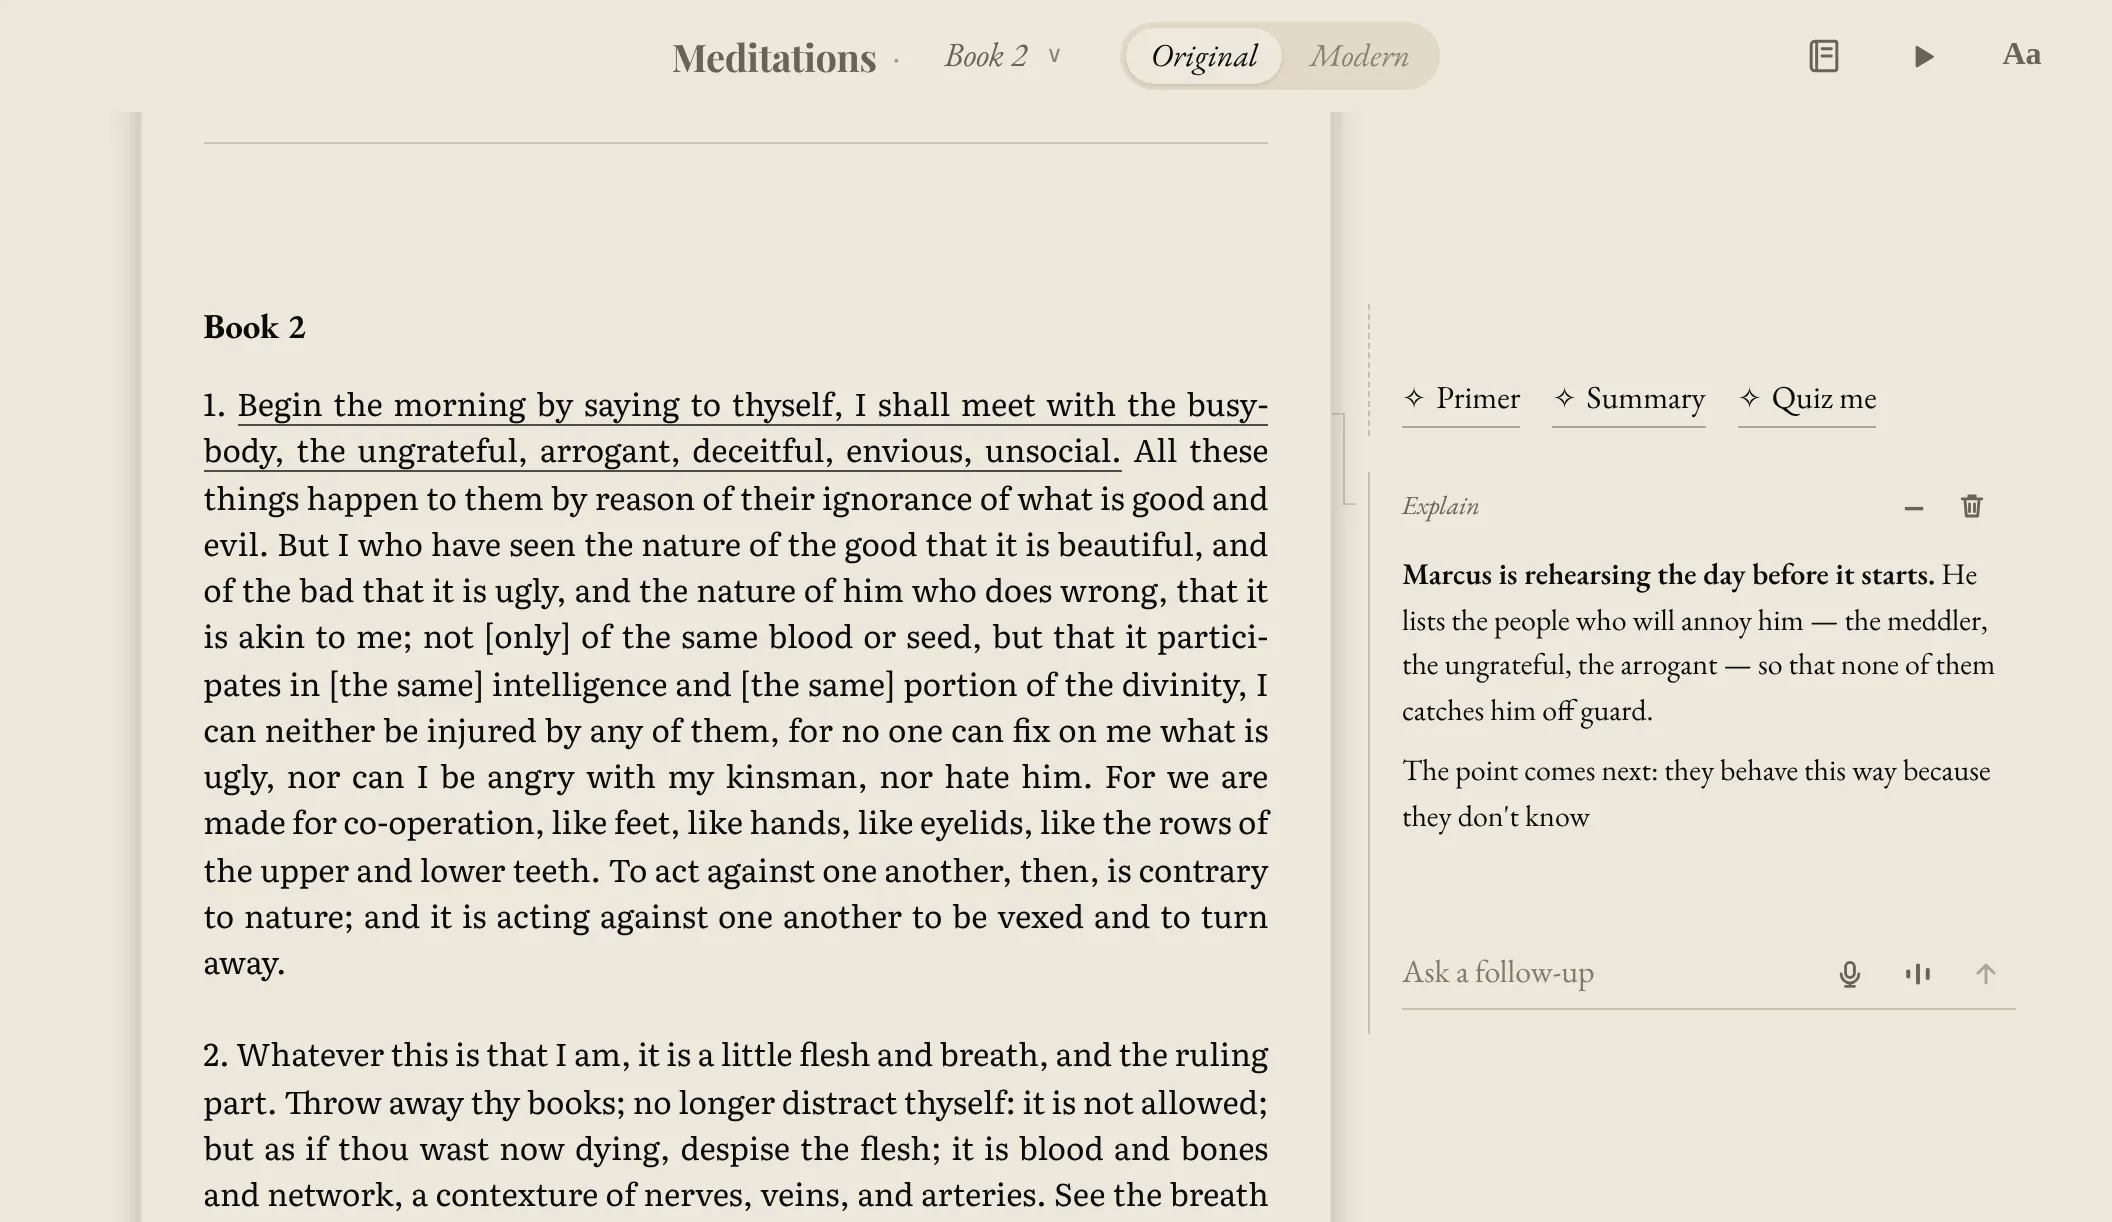 Meditations · Book 2 Original Modern Aa
Book 2
1. Begin the morning by saying to thyself, I shall meet with the busy-
body, the ungrateful, arrogant, deceitful, envious, unsocial. All these
things happen to them by reason of their ignorance of what is good and
evil. But I who have seen the nature of the good that it is beautiful, and
of the bad that it is ugly, and the nature of him who does wrong, that it
is akin to me; not [only] of the same blood or seed, but that it partici-
pates in [the same] intelligence and [the same] portion of the divinity, I
can neither be injured by any of them, for no one can fix on me what is
ugly, nor can I be angry with my kinsman, nor hate him. For we are
made for co-operation, like feet, like hands, like eyelids, like the rows of
the upper and lower teeth. To act against one another, then, is contrary
to nature; and it is acting against one another to be vexed and to turn
away.
2. Whatever this is that I am, it is a little flesh and breath, and the ruling
part. Throw away thy books; no longer distract thyself: it is not allowed;
but as if thou wast now dying, despise the flesh; it is blood and bones
and network, a contexture of nerves, veins, and arteries. See the breath
Primer Summary Quiz me
Explain
Marcus is rehearsing the day before it starts. He
lists the people who will annoy him — the meddler,
the ungrateful, the arrogant — so that none of them
catches him off guard.
The point comes next: they behave this way because
they don't know
Ask a follow-up